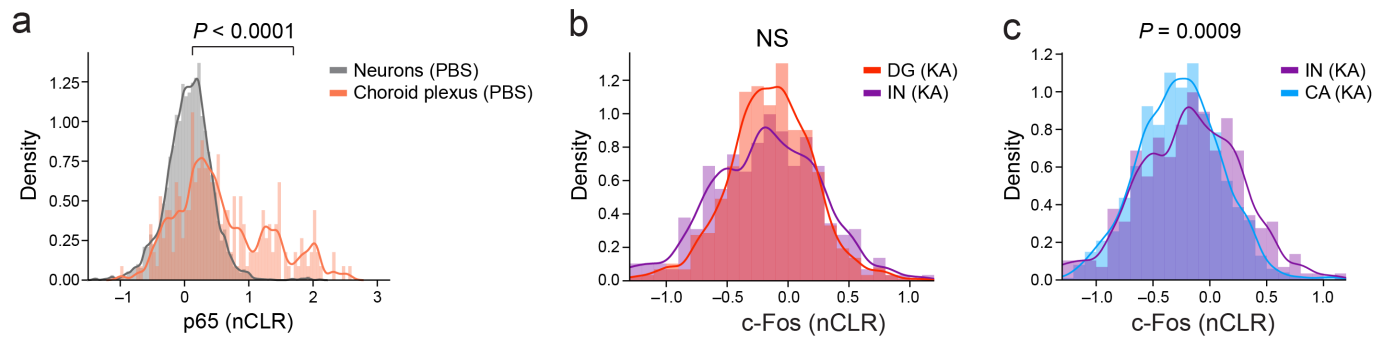 a
P < 0.0001
Neurons (PBS)
Choroid plexus (PBS)
Density
1.25
1.00
0.75
0.50
0.25
0.00
−1 0 1 2 3
p65 (nCLR)
b
NS
DG (KA)
IN (KA)
Density
1.2
1.0
0.8
0.6
0.4
0.2
0.0
−1.0 −0.5 0.0 0.5 1.0
c-Fos (nCLR)
c
P = 0.0009
IN (KA)
CA (KA)
Density
1.2
1.0
0.8
0.6
0.4
0.2
0.0
−1.0 −0.5 0.0 0.5 1.0
c-Fos (nCLR)